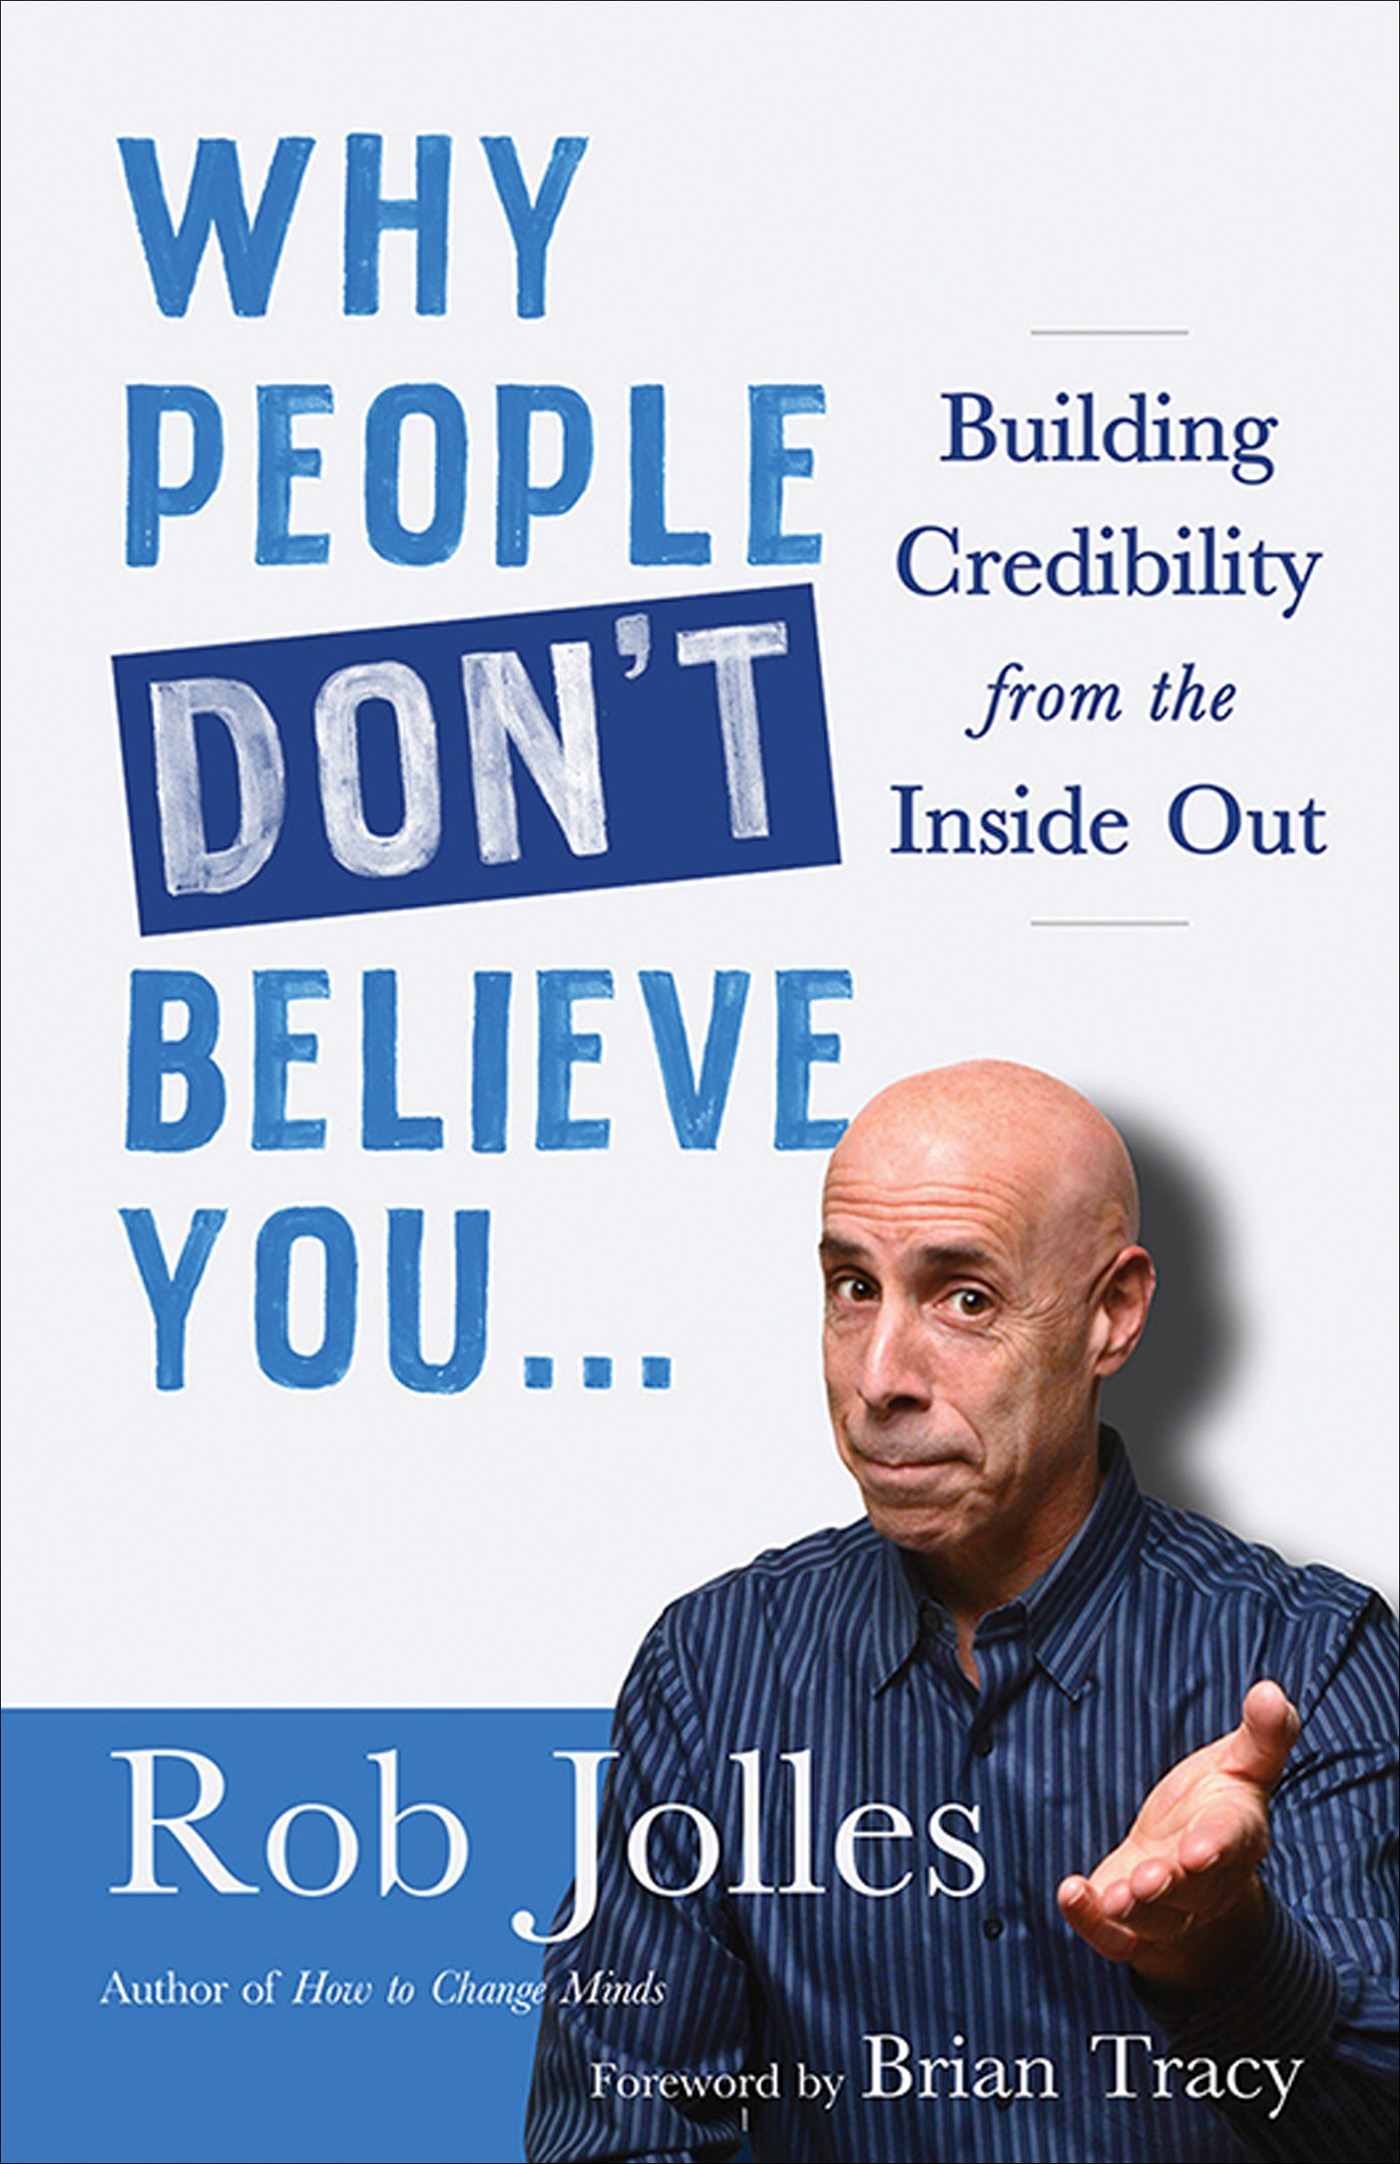 WHY
PEOPLE
DON'T
BELIEVE
YOU...
Building
Credibility
from the
Inside Out
Rob Jolles
Author of How to Change Minds
Foreword by Brian Tracy